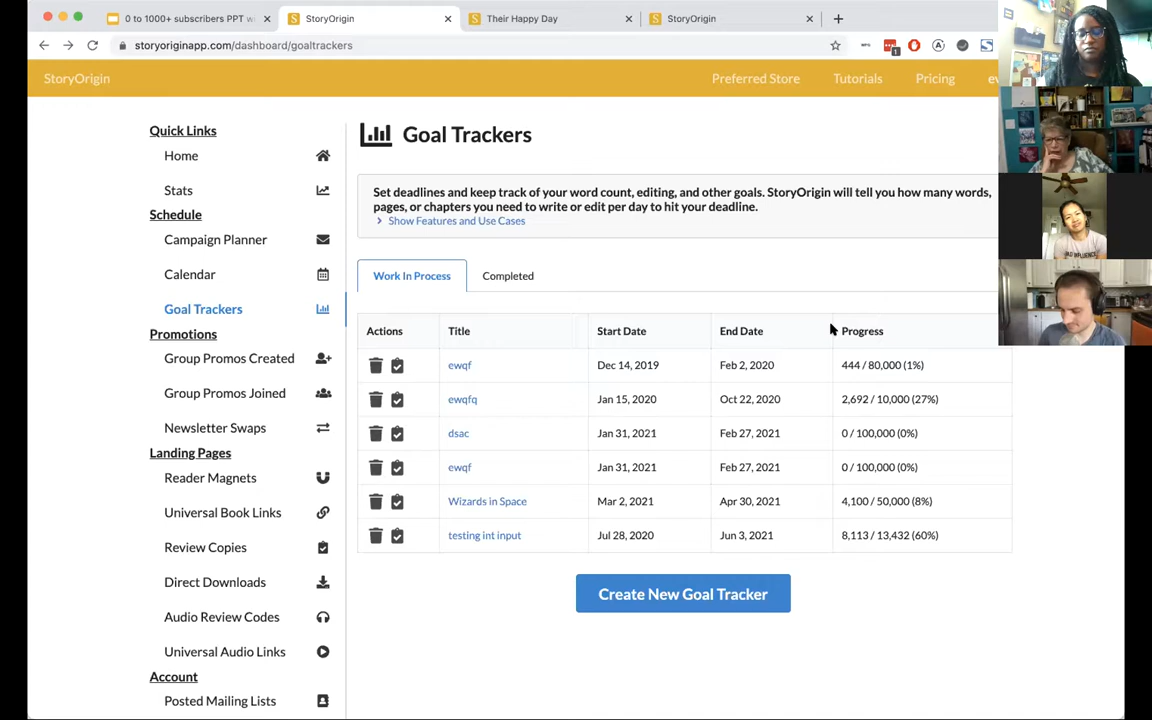 0 to 1000+ subscribers PPT w
StoryOrigin
Their Happy Day
StoryOrigin
storyoriginapp.com/dashboard/goaltrackers
StoryOrigin
Preferred Store
Tutorials
Pricing
Quick Links
Home
Stats
Schedule
Campaign Planner
Calendar
Goal Trackers
Promotions
Group Promos Created
Group Promos Joined
Newsletter Swaps
Landing Pages
Reader Magnets
Universal Book Links
Review Copies
Direct Downloads
Audio Review Codes
Universal Audio Links
Account
Posted Mailing Lists
Goal Trackers
Set deadlines and keep track of your word count, editing, and other goals. StoryOrigin will tell you how many words,
pages, or chapters you need to write or edit per day to hit your deadline.
Show Features and Use Cases
Work In Process
Completed
Actions Title Start Date End Date Progress
ewqf Dec 14, 2019 Feb 2, 2020 444 / 80,000 (1%)
ewqfq Jan 15, 2020 Oct 22, 2020 2,692 / 10,000 (27%)
dsac Jan 31, 2021 Feb 27, 2021 0 / 100,000 (0%)
ewqf Jan 31, 2021 Feb 27, 2021 0 / 100,000 (0%)
Wizards in Space Mar 2, 2021 Apr 30, 2021 4,100 / 50,000 (8%)
testing int input Jul 28, 2020 Jun 3, 2021 8,113 / 13,432 (60%)
Create New Goal Tracker